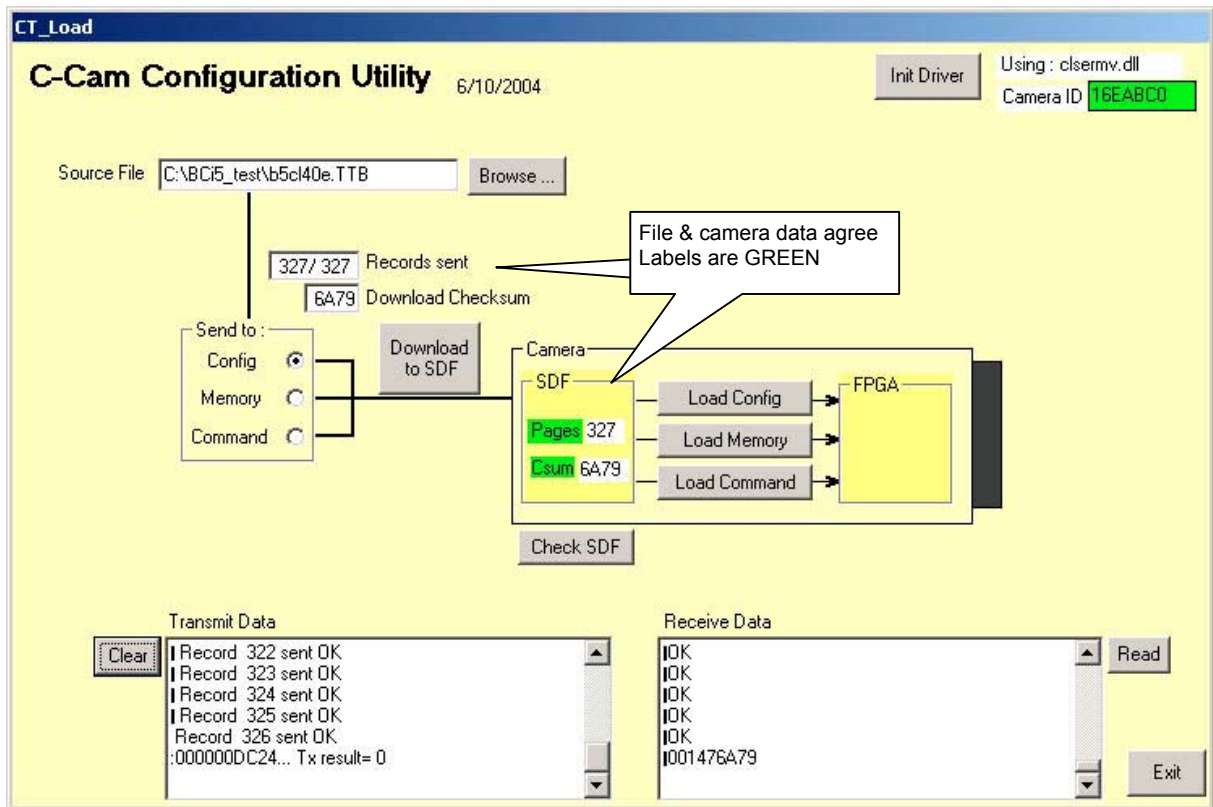 CT_Load
C-Cam Configuration Utility 6/10/2004
Init Driver
Using : clsermv.dll
Camera ID 16EABC0
Source File C:\BCi5_test\b5cl40e.TTB Browse ...
File & camera data agree
Labels are GREEN
327/ 327 Records sent
6A79 Download Checksum
Send to :
Config
Memory
Command
Download
to SDF
Camera
SDF
Pages 327
Csum 6A79
Load Config
Load Memory
Load Command
FPGA
Check SDF
Transmit Data
Clear
Record 322 sent OK
Record 323 sent OK
Record 324 sent OK
Record 325 sent OK
Record 326 sent OK
:000000DC24... Tx result= 0
Receive Data
OK
OK
OK
OK
OK
001476A79
Read
Exit